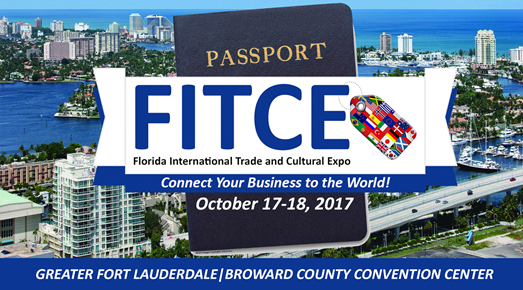 PASSPORT
FITCE
Florida International Trade and Cultural Expo
Connect Your Business to the World!
October 17-18, 2017
GREATER FORT LAUDERDALE|BROWARD COUNTY CONVENTION CENTER